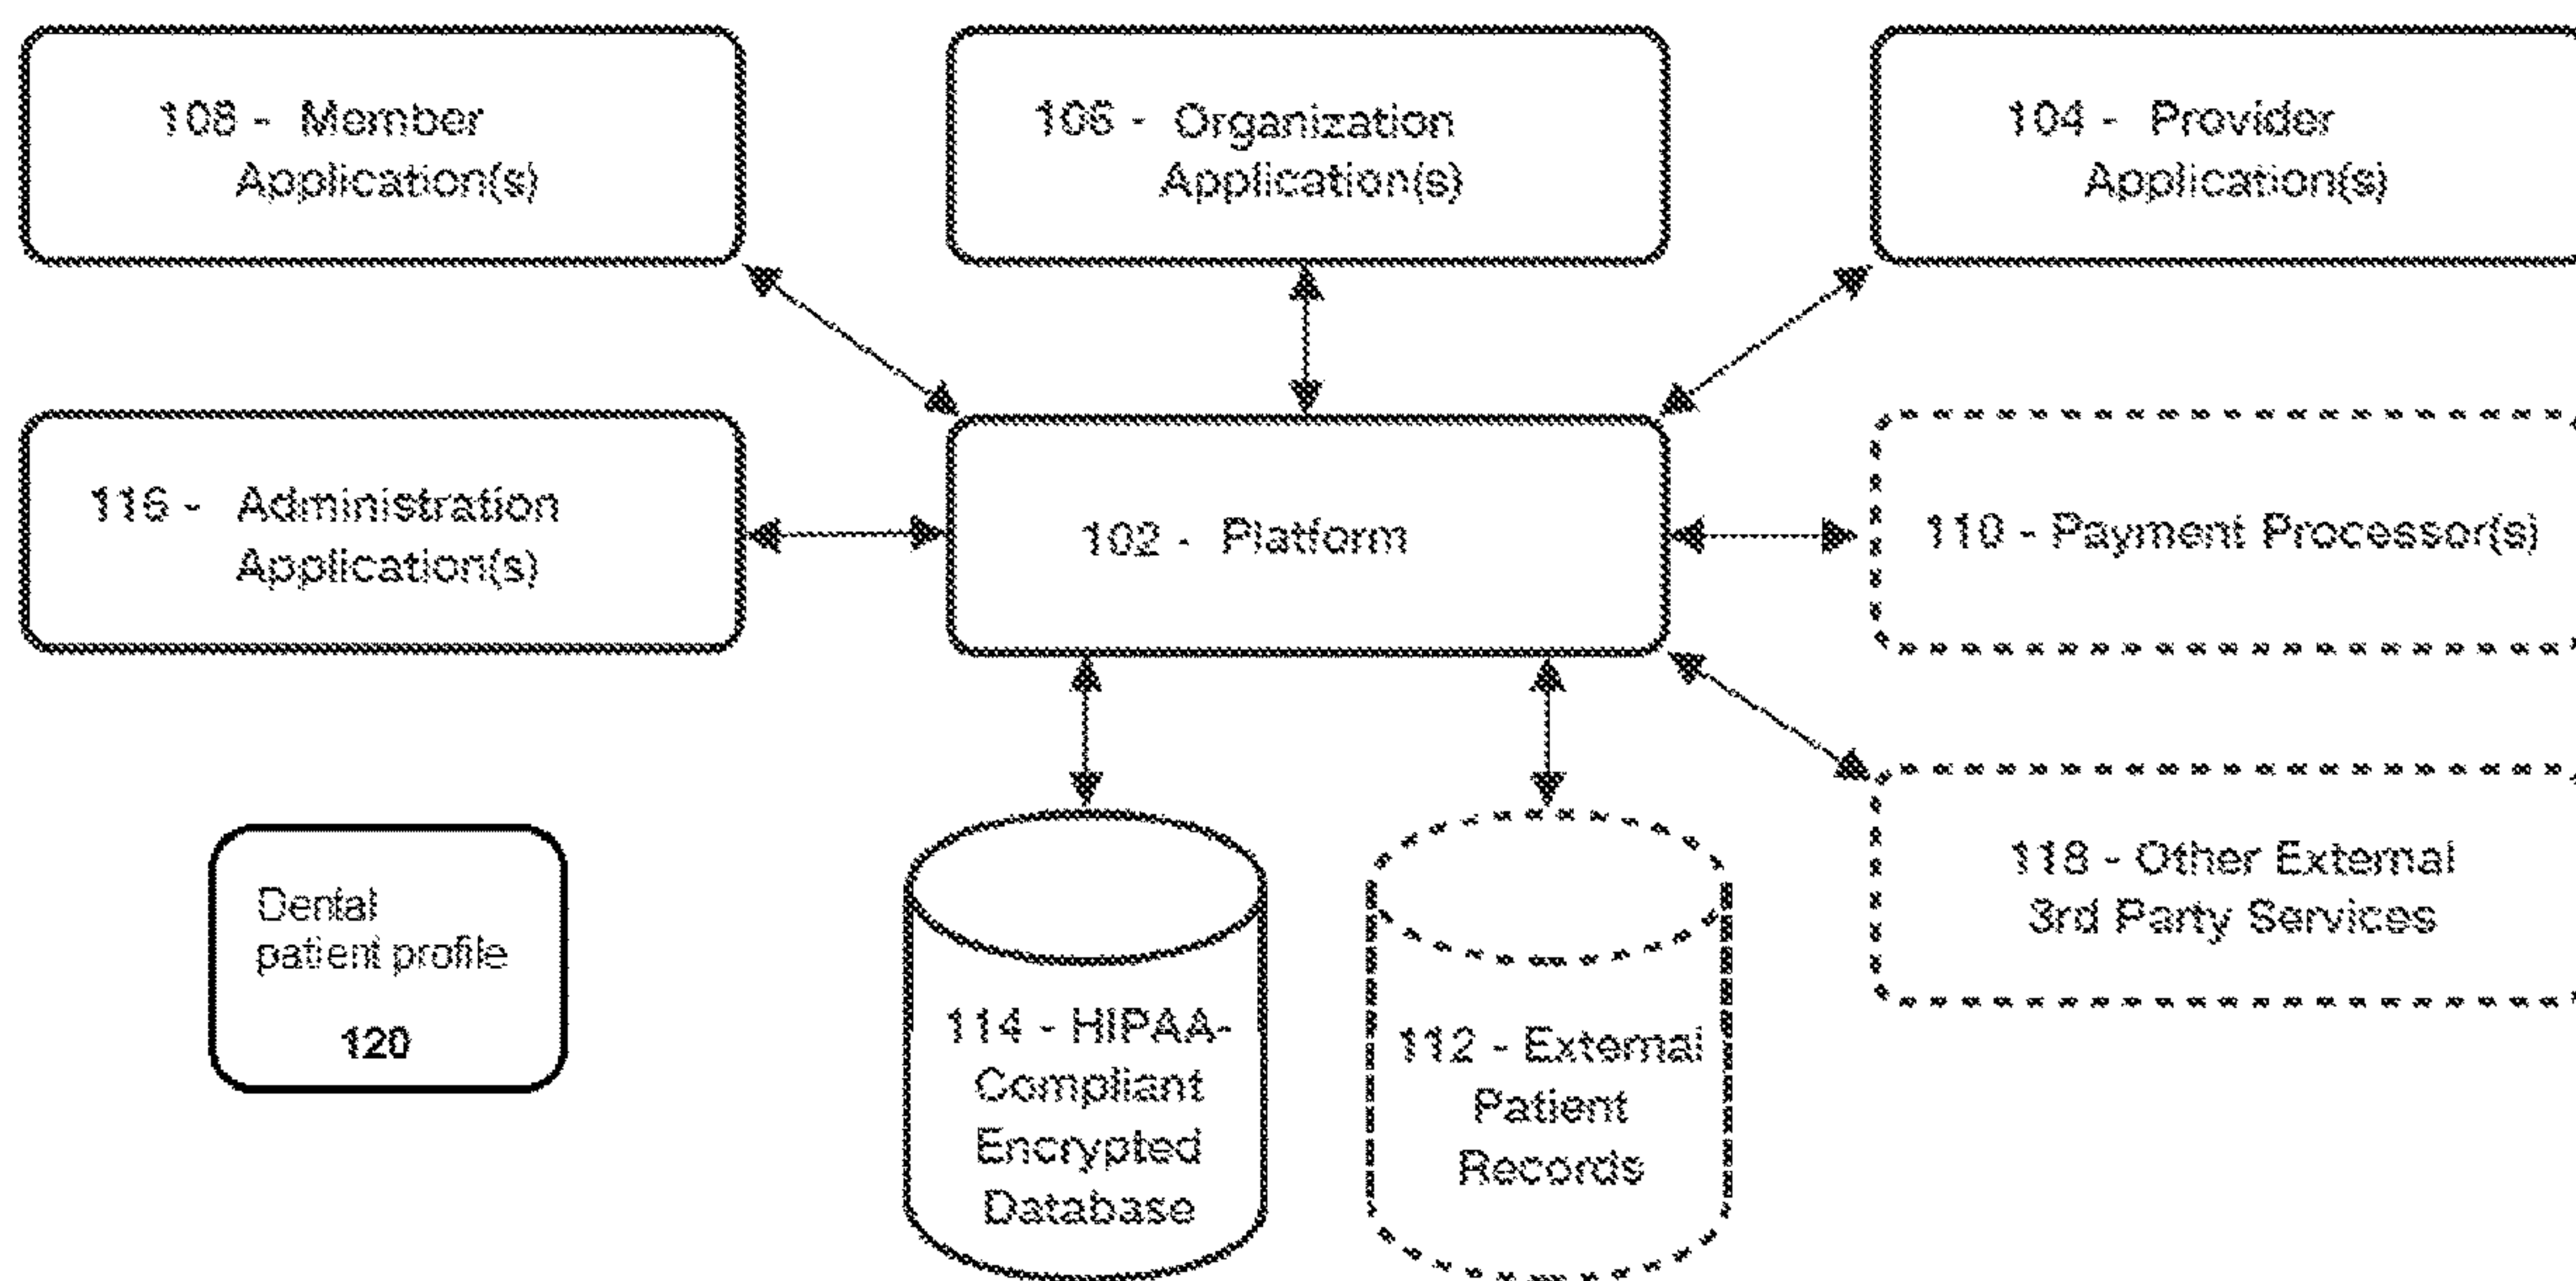 108 - Member
Application(s)
106 - Organization
Application(s)
104 - Provider
Application(s)
116 - Administration
Application(s)
102 - Platform
110 - Payment Processor(s)
118 - Other External
3rd Party Services
Dental
patient profile
120
114 - HIPAA-
Compliant
Encrypted
Database
112 - External
Patient
Records